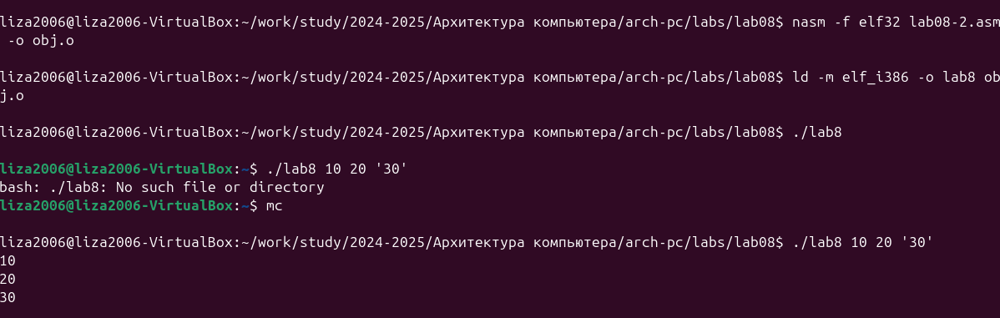 liza2006@liza2006-VirtualBox:~/work/study/2024-2025/Архитектура компьютера/arch-pc/labs/lab08$ nasm -f elf32 lab08-2.asm
 -o obj.o
liza2006@liza2006-VirtualBox:~/work/study/2024-2025/Архитектура компьютера/arch-pc/labs/lab08$ ld -m elf_i386 -o lab8 ob
j.o
liza2006@liza2006-VirtualBox:~/work/study/2024-2025/Архитектура компьютера/arch-pc/labs/lab08$ ./lab8
liza2006@liza2006-VirtualBox:~$ ./lab8 10 20 '30'
bash: ./lab8: No such file or directory
liza2006@liza2006-VirtualBox:~$ mc
liza2006@liza2006-VirtualBox:~/work/study/2024-2025/Архитектура компьютера/arch-pc/labs/lab08$ ./lab8 10 20 '30'
10
20
30